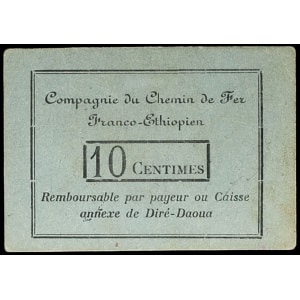 Compagnie du Chemin de Fer
Franco-Ethiopien
10 CENTIMES
Remboursable par payeur ou Caisse
annexe de Diré-Daoua